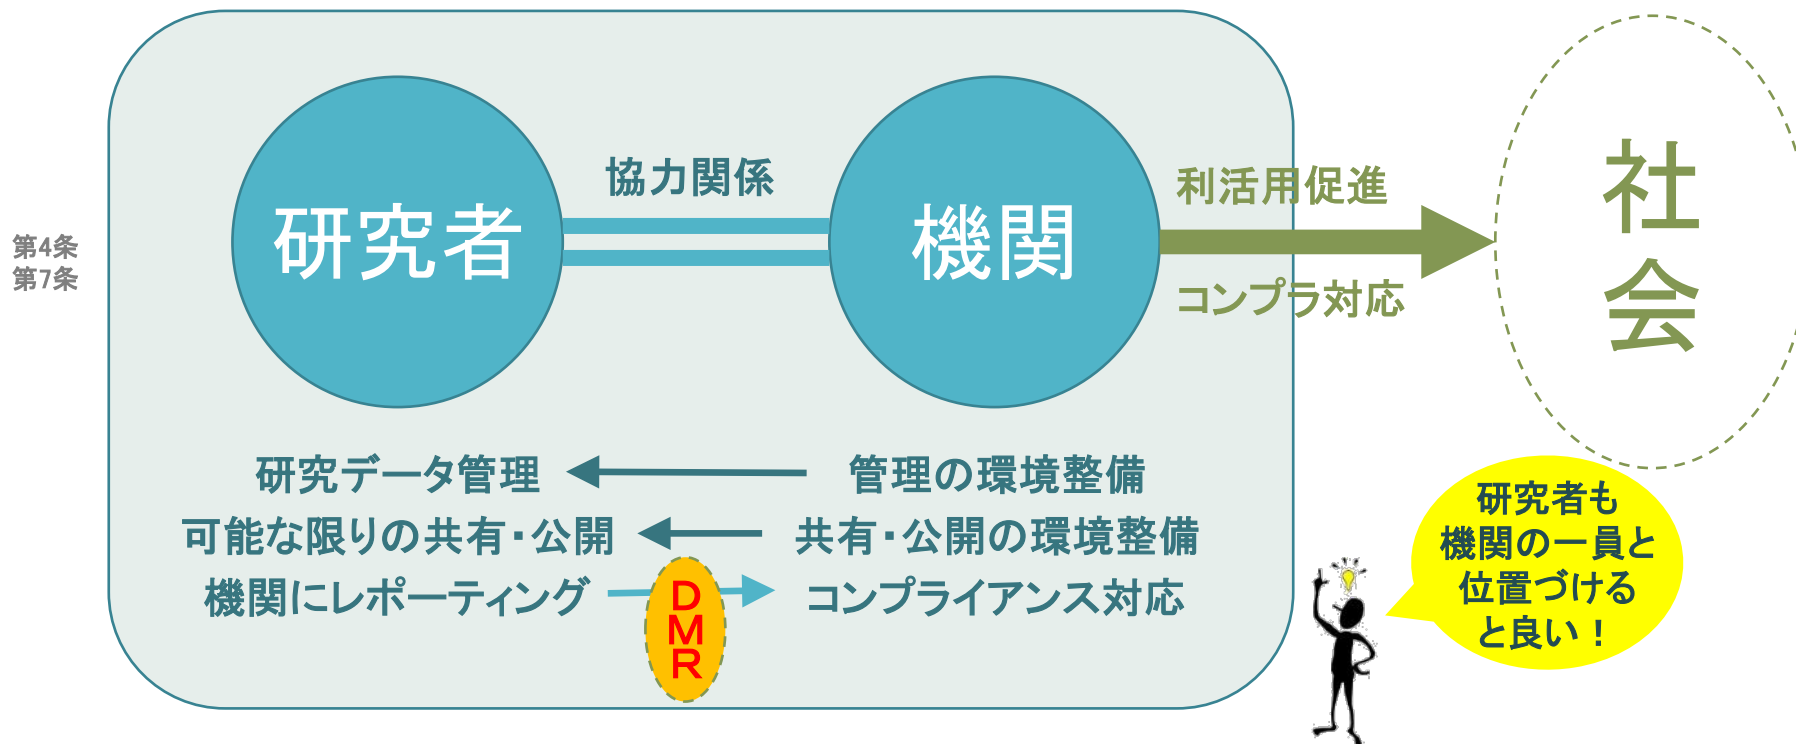 第4条
第7条
研究者
協力関係
機関
利活用促進
コンプラ対応
社
会
研究データ管理
管理の環境整備
可能な限りの共有・公開
共有・公開の環境整備
機関にレポーティング
DMR
コンプライアンス対応
研究者も
機関の一員と
位置づける
と良い！